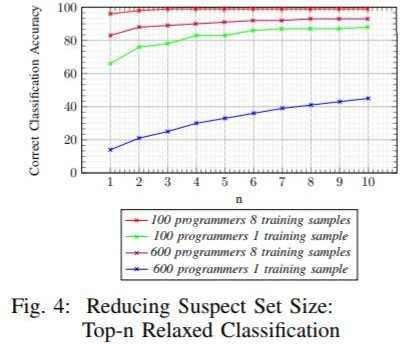 100
80
60
40
20
0
Correct Classification Accuracy
1 2 3 4 5 6 7 8 9 10
n
100 programmers 8 training samples
100 programmers 1 training sample
600 programmers 8 training samples
600 programmers 1 training sample
Fig. 4: Reducing Suspect Set Size:
Top-n Relaxed Classification